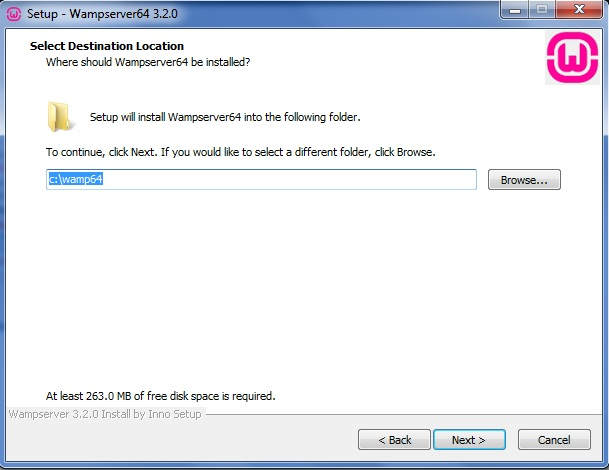 Setup - Wampserver64 3.2.0
Select Destination Location
Where should Wampserver64 be installed?
W
Setup will install Wampserver64 into the following folder.
To continue, click Next. If you would like to select a different folder, click Browse.
c:\wamp64
Browse...
At least 263.0 MB of free disk space is required.
Wampserver 3.2.0 Install by Inno Setup
< Back
Next >
Cancel